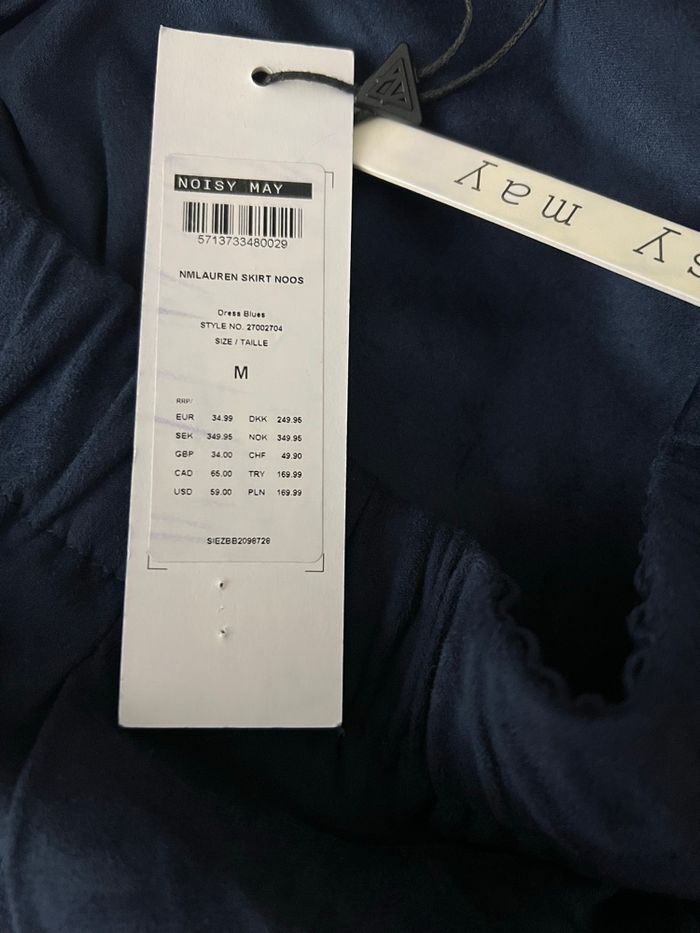 NOISY MAY
5713733480029
NMLAUREN SKIRT NOOS
Dress Blues
STYLE NO. 27002704
SIZE / TAILLE
M
RRP/
EUR 34.99 DKK 249.95
SEK 349.95 NOK 349.95
GBP 34.00 CHF 49.90
CAD 65.00 TRY 169.99
USD 59.00 PLN 169.99
SIEZBB2098728
sy may